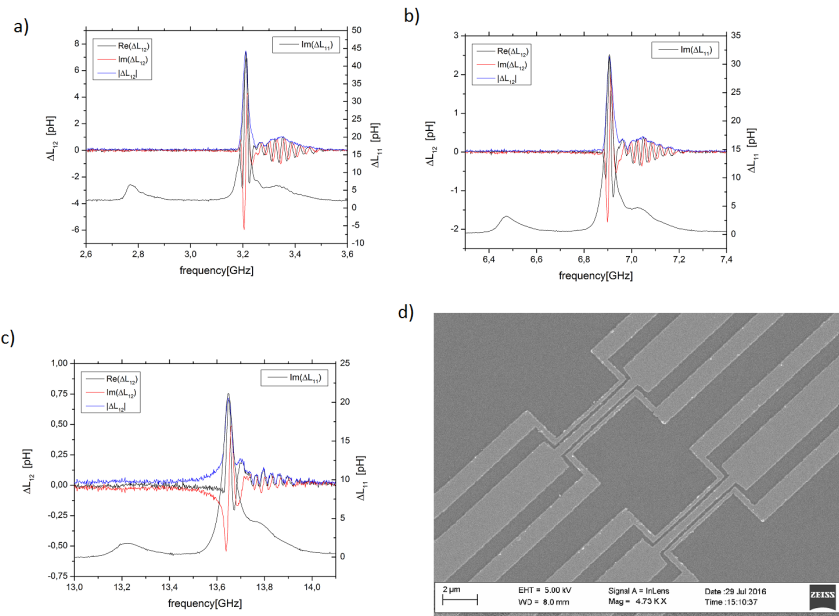 a)
Re(ΔL12)
Im(ΔL12)
|ΔL12|
Im(ΔL11)
8
6
4
2
0
-2
-4
-6
50
45
40
35
30
25
20
15
10
5
0
-5
-10
ΔL12 [pH]
ΔL11 [pH]
2,6 2,8 3,0 3,2 3,4 3,6
frequency[GHz]
b)
Re(ΔL12)
Im(ΔL12)
|ΔL12|
Im(ΔL11)
3
2
1
0
-1
-2
35
30
25
20
15
10
5
0
ΔL12 [pH]
ΔL11 [pH]
6,4 6,6 6,8 7,0 7,2 7,4
frequency[GHz]
c)
Re(ΔL12)
Im(ΔL12)
|ΔL12|
Im(ΔL11)
1,00
0,75
0,50
0,25
0,00
-0,25
-0,50
-0,75
25
20
15
10
5
0
ΔL12 [pH]
ΔL11 [pH]
13,0 13,2 13,4 13,6 13,8 14,0
frequency[GHz]
d)
2 µm
EHT = 5.00 kV
WD = 8.0 mm
Signal A = InLens
Mag = 4.73 K X
Date :29 Jul 2016
Time :15:10:37
ZEISS